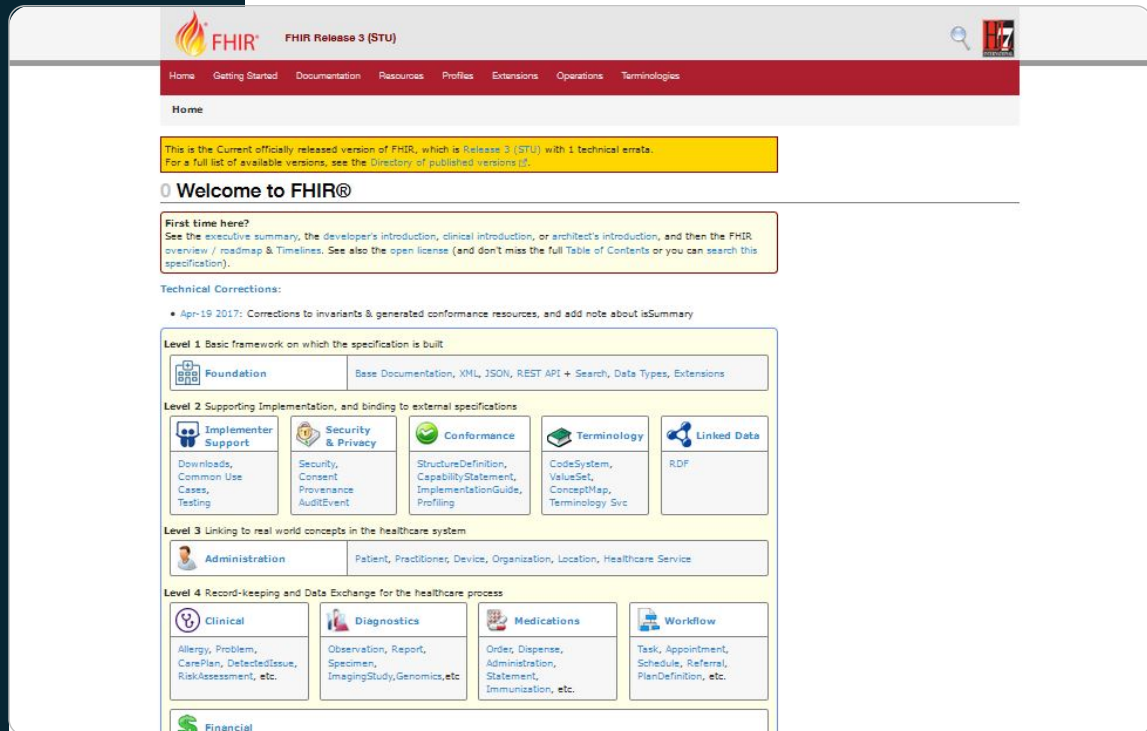 FHIR® FHIR Release 3 (STU)
HL7
INTERNATIONAL
Home Getting Started Documentation Resources Profiles Extensions Operations Terminologies
Home
This is the Current officially released version of FHIR, which is Release 3 (STU) with 1 technical errata.
For a full list of available versions, see the Directory of published versions.
0 Welcome to FHIR®
First time here?
See the executive summary, the developer's introduction, clinical introduction, or architect's introduction, and then the FHIR
overview / roadmap & Timelines. See also the open license (and don't miss the full Table of Contents or you can search this
specification).
Technical Corrections:
• Apr-19 2017: Corrections to invariants & generated conformance resources, and add note about isSummary
Level 1 Basic framework on which the specification is built
Foundation
Base Documentation, XML, JSON, REST API + Search, Data Types, Extensions
Level 2 Supporting Implementation, and binding to external specifications
Implementer
Support
Downloads,
Common Use
Cases,
Testing
Security
& Privacy
Security,
Consent
Provenance
AuditEvent
Conformance
StructureDefinition,
CapabilityStatement,
ImplementationGuide,
Profiling
Terminology
CodeSystem,
ValueSet,
ConceptMap,
Terminology Svc
Linked Data
RDF
Level 3 Linking to real world concepts in the healthcare system
Administration
Patient, Practitioner, Device, Organization, Location, Healthcare Service
Level 4 Record-keeping and Data Exchange for the healthcare process
Clinical
Allergy, Problem,
CarePlan, DetectedIssue,
RiskAssessment, etc.
Diagnostics
Observation, Report,
Specimen,
ImagingStudy,Genomics,etc
Medications
Order, Dispense,
Administration,
Statement,
Immunization, etc.
Workflow
Task, Appointment,
Schedule, Referral,
PlanDefinition, etc.
Financial